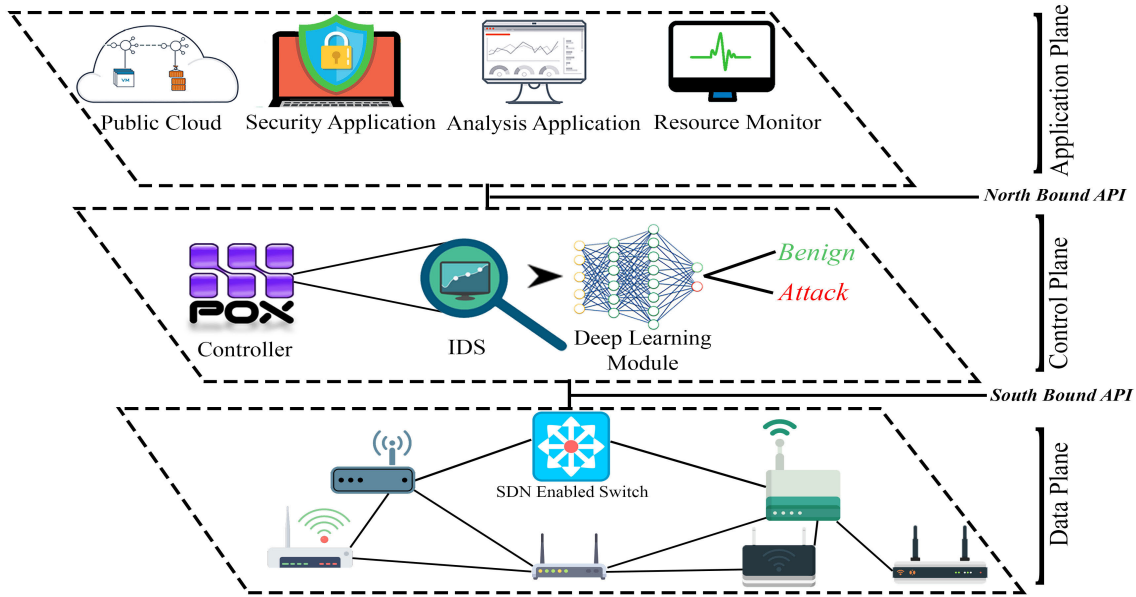 VM
Public Cloud
Security Application
Analysis Application
Resource Monitor
Application Plane
North Bound API
POX
Controller
IDS
Deep Learning
Module
Benign
Attack
Control Plane
South Bound API
SDN Enabled Switch
Data Plane